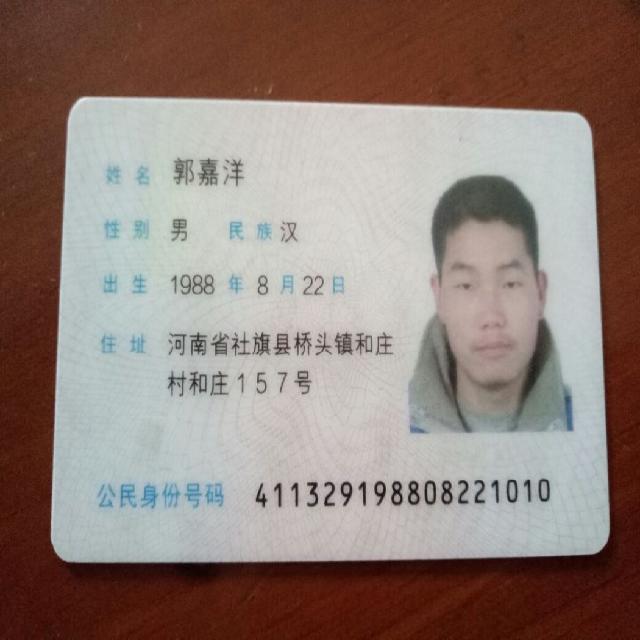 姓名 郭嘉洋
性别 男 民族 汉
出生 1988 年 8 月 22 日
住址 河南省社旗县桥头镇和庄
村和庄157号
公民身份号码 411329198808221010